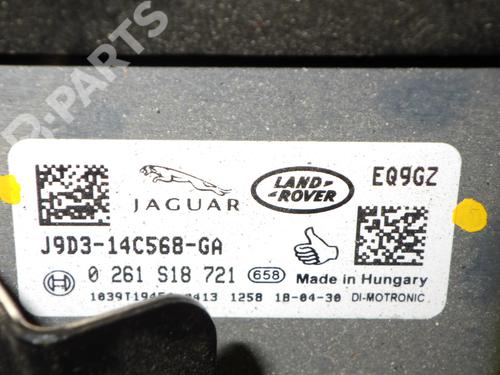 B-PARTS
JAGUAR
LAND-
-ROVER
EQ9GZ
J9D3-14C568-GA
0 261 S18 721 658 Made in Hungary
1258 18-04-30 DI-MOTRONIC